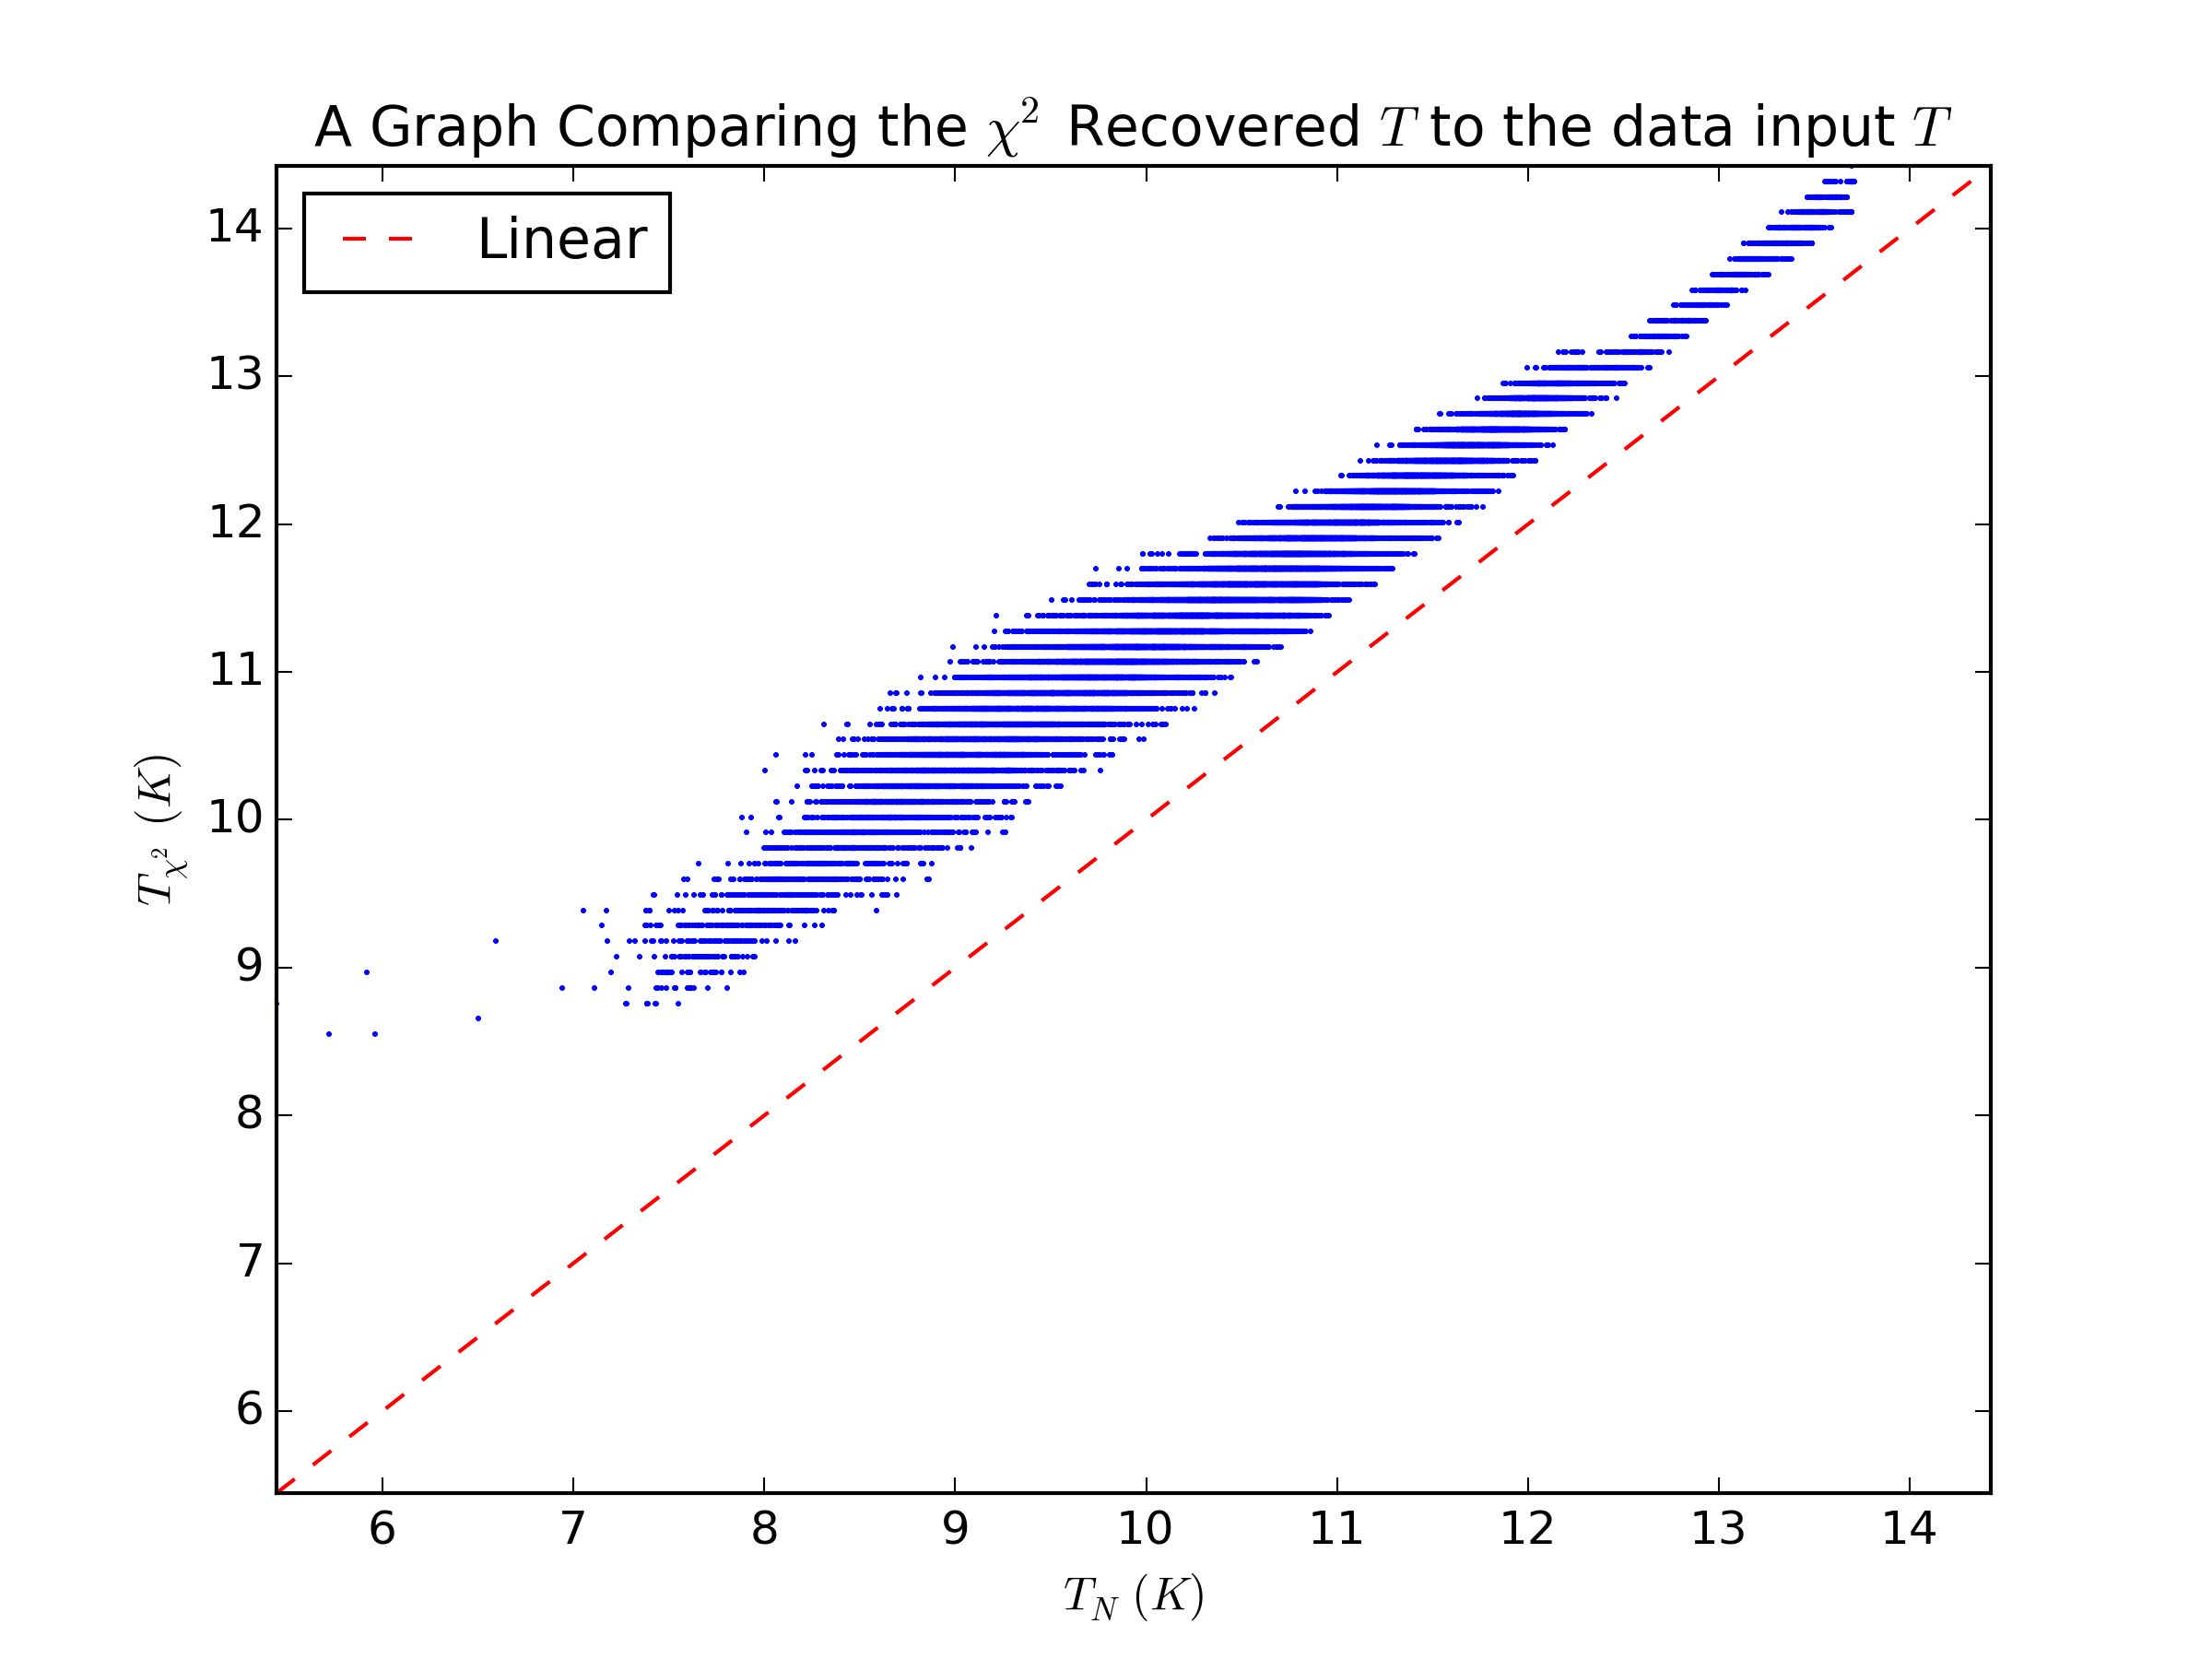 A Graph Comparing the χ² Recovered T to the data input T
Linear
14
13
12
11
10
9
8
7
6
T_χ² (K)
6 7 8 9 10 11 12 13 14
T_N (K)